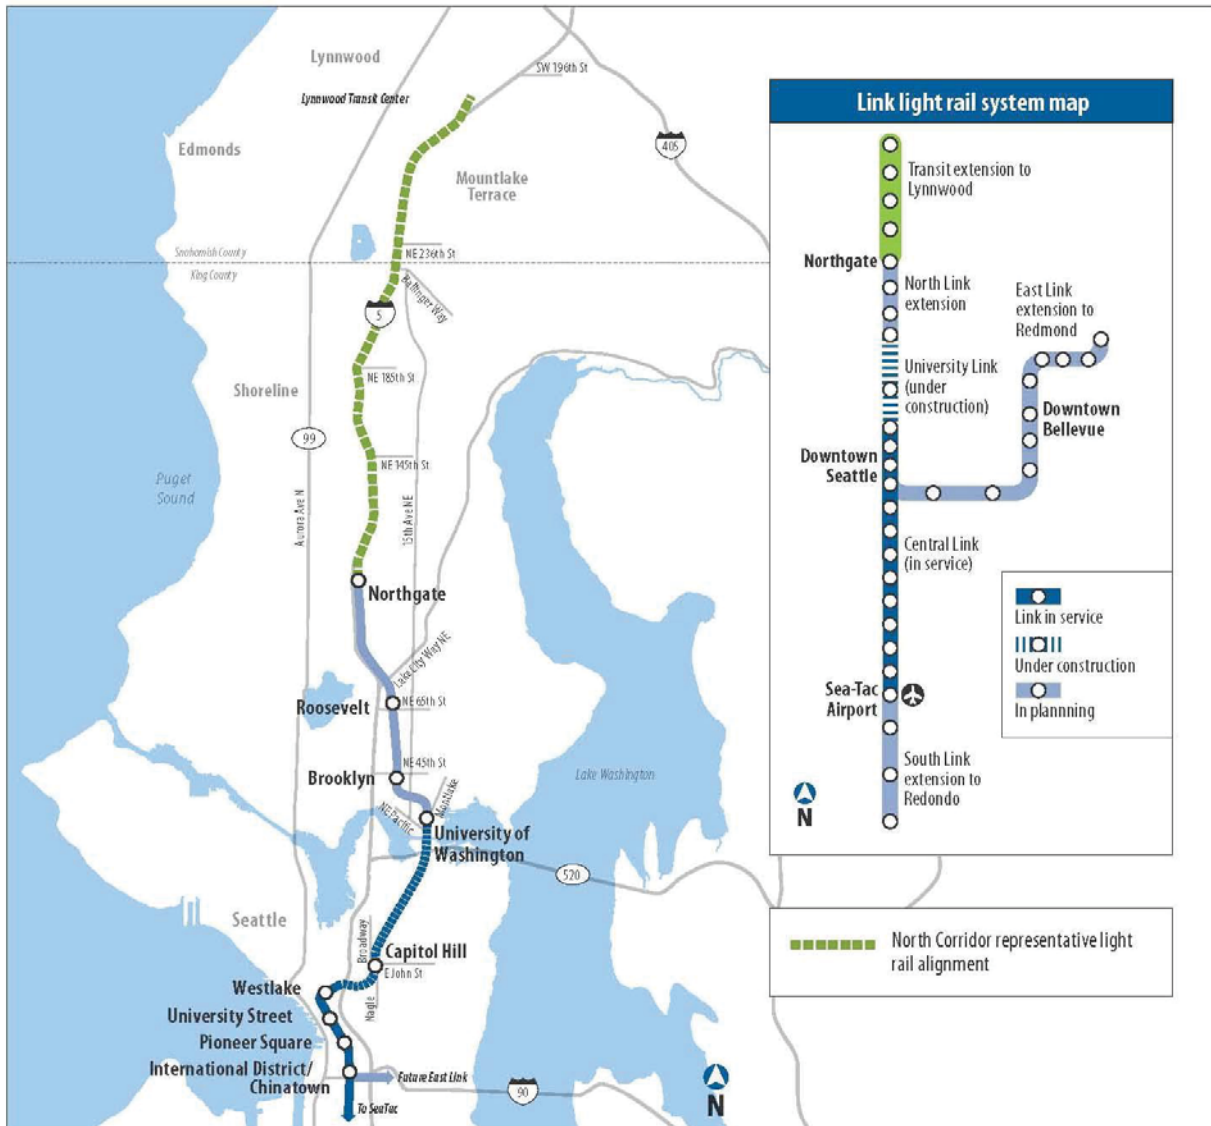 Lynnwood
SW 196th St
Lynnwood Transit Center
405
Edmonds
Mountlake
Terrace
Snohomish County
King County
NE 236th St
Ballinger Way
5
NE 185th St
Shoreline
99
NE 145th St
Puget
Sound
Aurora Ave N
15th Ave NE
Northgate
Lake City Way NE
Roosevelt
NE 65th St
NE 45th St
Brooklyn
Lake Washington
Montlake
NE Pacific
University of
Washington
520
Seattle
Broadway
Capitol Hill
E John St
Nagle
Westlake
University Street
Pioneer Square
International District/
Chinatown
Future East Link
To SeaTac
90
N
Link light rail system map
Transit extension to
Lynnwood
Northgate
North Link
extension
East Link
extension to
Redmond
University Link
(under
construction)
Downtown
Bellevue
Downtown
Seattle
Central Link
(in service)
Link in service
Under construction
In plannning
Sea-Tac
Airport
South Link
extension to
Redondo
N
North Corridor representative light
rail alignment